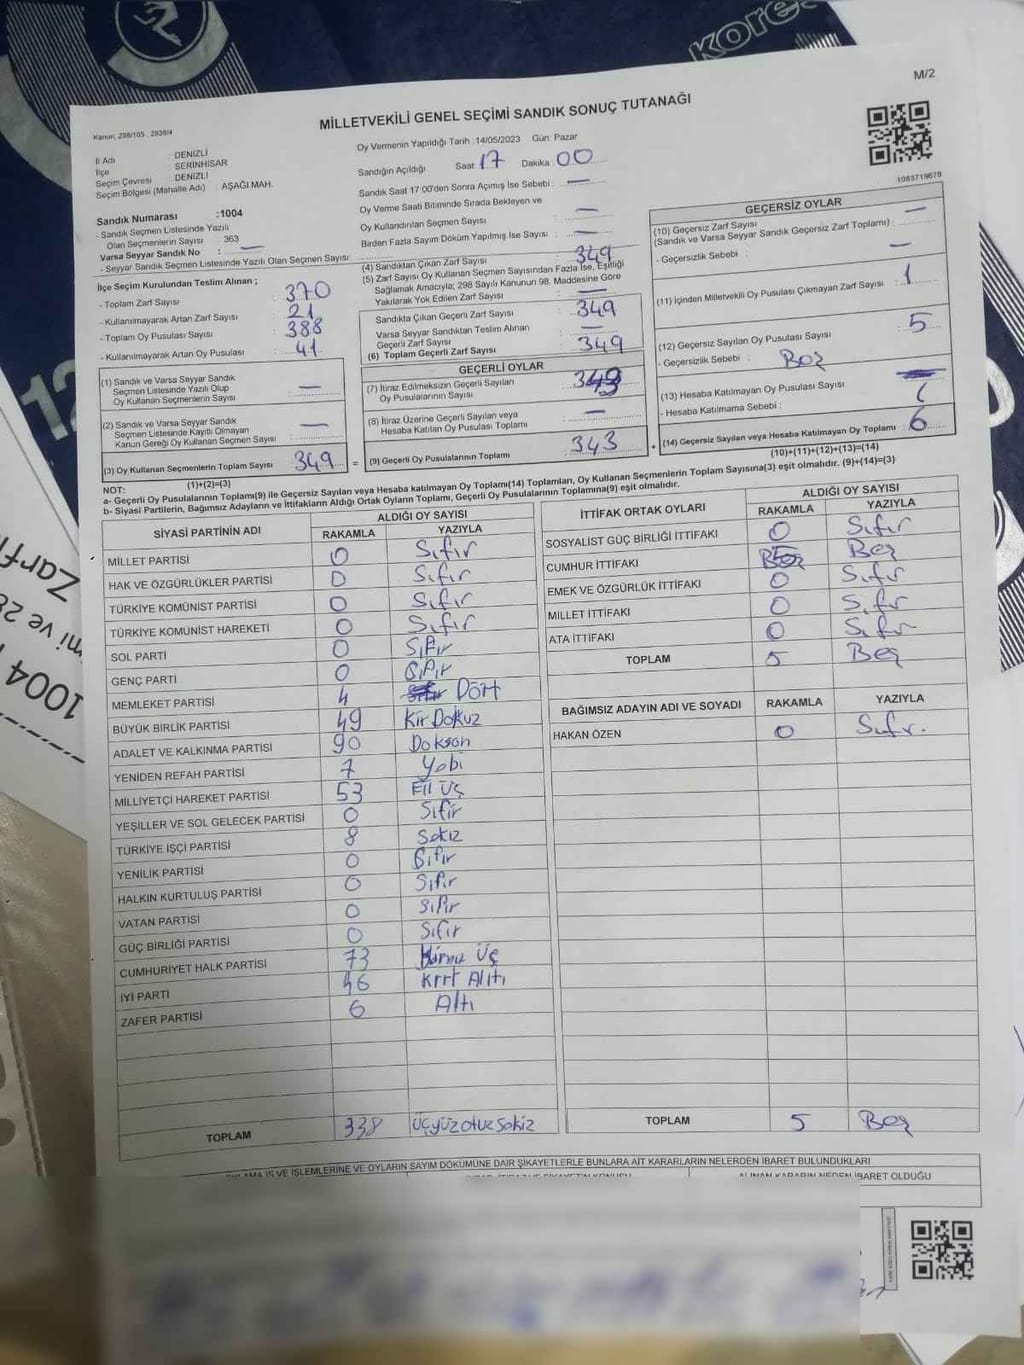 kore
M/2
MİLLETVEKİLİ GENEL SEÇİMİ SANDIK SONUÇ TUTANAĞI
Kanun; 298/105 , 2839/4
İl Adı : DENİZLİ
İlçe : SERİNHİSAR
Seçim Çevresi : DENİZLİ
Seçim Bölgesi (Mahalle Adı) : AŞAĞI MAH.
Sandık Numarası :1004
- Sandık Seçmen Listesinde Yazılı
Olan Seçmenlerin Sayısı : 363
Varsa Seyyar Sandık No : —
- Seyyar Sandık Seçmen Listesinde Yazılı Olan Seçmen Sayısı:
İlçe Seçim Kurulundan Teslim Alınan ;
- Toplam Zarf Sayısı : 370
- Kullanılmayarak Artan Zarf Sayısı : 21
- Toplam Oy Pusulası Sayısı : 388
- Kullanılmayarak Artan Oy Pusulası : 41
(1) Sandık ve Varsa Seyyar Sandık
Seçmen Listesinde Yazılı Olup
Oy Kullanan Seçmenlerin Sayısı : —
(2) Sandık ve Varsa Seyyar Sandık
Seçmen Listesinde Kayıtlı Olmayan
Kanun Gereği Oy Kullanan Seçmen Sayısı : —
(3) Oy Kullanan Seçmenlerin Toplam Sayısı : 349
(1)+(2)=(3)
Oy Vermenin Yapıldığı Tarih :14/05/2023 Gün: Pazar
Sandığın Açıldığı Saat: 17 Dakika : 00
Sandık Saat 17:00'den Sonra Açımış İse Sebebi : —
Oy Verme Saati Bitiminde Sırada Bekleyen ve
Oy Kullandırılan Seçmen Sayısı : —
Birden Fazla Sayım Döküm Yapılmış İse Sayısı : —
(4) Sandıktan Çıkan Zarf Sayısı : 349
(5) Zarf Sayısı Oy Kullanan Seçmen Sayısından Fazla İse, Eşitliği
Sağlamak Amacıyla; 298 Sayılı Kanunun 98. Maddesine Göre
Yakılarak Yok Edilen Zarf Sayısı :
Sandıkta Çıkan Geçerli Zarf Sayısı : 349
Varsa Seyyar Sandıktan Teslim Alınan
Geçerli Zarf Sayısı : —
(6) Toplam Geçerli Zarf Sayısı : 349
GEÇERLİ OYLAR
(7) İtiraz Edilmeksizin Geçerli Sayılan
Oy Pusulalarının Sayısı : 343
(8) İtiraz Üzerine Geçerli Sayılan veya
Hesaba Katılan Oy Pusulası Toplamı : —
(9) Geçerli Oy Pusulalarının Toplamı : 343
1083719678
GEÇERSİZ OYLAR
(10) Geçersiz Zarf Sayısı
(Sandık ve Varsa Seyyar Sandık Geçersiz Zarf Toplamı) : —
- Geçersizlik Sebebi : —
(11) İçinden Milletvekili Oy Pusulası Çıkmayan Zarf Sayısı : 1
(12) Geçersiz Sayılan Oy Pusulası Sayısı : 5
- Geçersizlik Sebebi : Boş
(13) Hesaba Katılmayan Oy Pusulası Sayısı
- Hesaba Katılmama Sebebi :
(14) Geçersiz Sayılan veya Hesaba Katılmayan Oy Toplamı : 6
(10)+(11)+(12)+(13)=(14)
NOT:
a- Geçerli Oy Pusulalarının Toplamı(9) ile Geçersiz Sayılan veya Hesaba katılmayan Oy Toplamı(14) Toplamları, Oy Kullanan Seçmenlerin Toplam Sayısına(3) eşit olmalıdır. (9)+(14)=(3)
b- Siyasi Partilerin, Bağımsız Adayların ve İttifakların Aldığı Ortak Oyların Toplamı, Geçerli Oy Pusulalarının Toplamına(9) eşit olmalıdır.
SİYASİ PARTİNİN ADI ALDIĞI OY SAYISI
RAKAMLA YAZIYLA
MİLLET PARTİSİ 0 Sıfır
HAK VE ÖZGÜRLÜKLER PARTİSİ 0 Sıfır
TÜRKİYE KOMÜNİST PARTİSİ 0 Sıfır
TÜRKİYE KOMÜNİST HAREKETİ 0 Sıfır
SOL PARTİ 0 Sıfır
GENÇ PARTİ 0 Sıfır
MEMLEKET PARTİSİ 4 Dört
BÜYÜK BİRLİK PARTİSİ 49 Kır Dokuz
ADALET VE KALKINMA PARTİSİ 90 Doksan
YENİDEN REFAH PARTİSİ 7 Yebi
MİLLİYETÇİ HAREKET PARTİSİ 53 Ell Üç
YEŞİLLER VE SOL GELECEK PARTİSİ 0 Sıfır
TÜRKİYE İŞÇİ PARTİSİ 8 Sekiz
YENİLİK PARTİSİ 0 Sıfır
HALKIN KURTULUŞ PARTİSİ 0 Sıfır
VATAN PARTİSİ 0 Sıfır
GÜÇ BİRLİĞİ PARTİSİ 0 Sıfır
CUMHURİYET HALK PARTİSİ 73 Üç
İYİ PARTİ 46 Kırt Altı
ZAFER PARTİSİ 6 Altı
TOPLAM 338 Üçyüz otuz Sekiz
İTTİFAK ORTAK OYLARI ALDIĞI OY SAYISI
RAKAMLA YAZIYLA
SOSYALIST GÜÇ BİRLİĞİ İTTİFAKI 0 Sıfır
CUMHUR İTTİFAKI Beş
EMEK VE ÖZGÜRLÜK İTTİFAKI 0 Sıfır
MİLLET İTTİFAKI 0 Sıfır
ATA İTTİFAKI 0 Sıfır
TOPLAM 5 Beş
BAĞIMSIZ ADAYIN ADI VE SOYADI RAKAMLA YAZIYLA
HAKAN ÖZEN 0 Sıfır.
TOPLAM 5 Beş
VE İŞLEMLERİNE VE OYLARIN SAYIM DÖKÜMÜNE DAİR ŞİKAYETLERLE BUNLARA AİT KARARLARIN NELERDEN İBARET BULUNDUKLARI
ALINAN KARARIN NEDEN İBARET OLDUĞU
1004